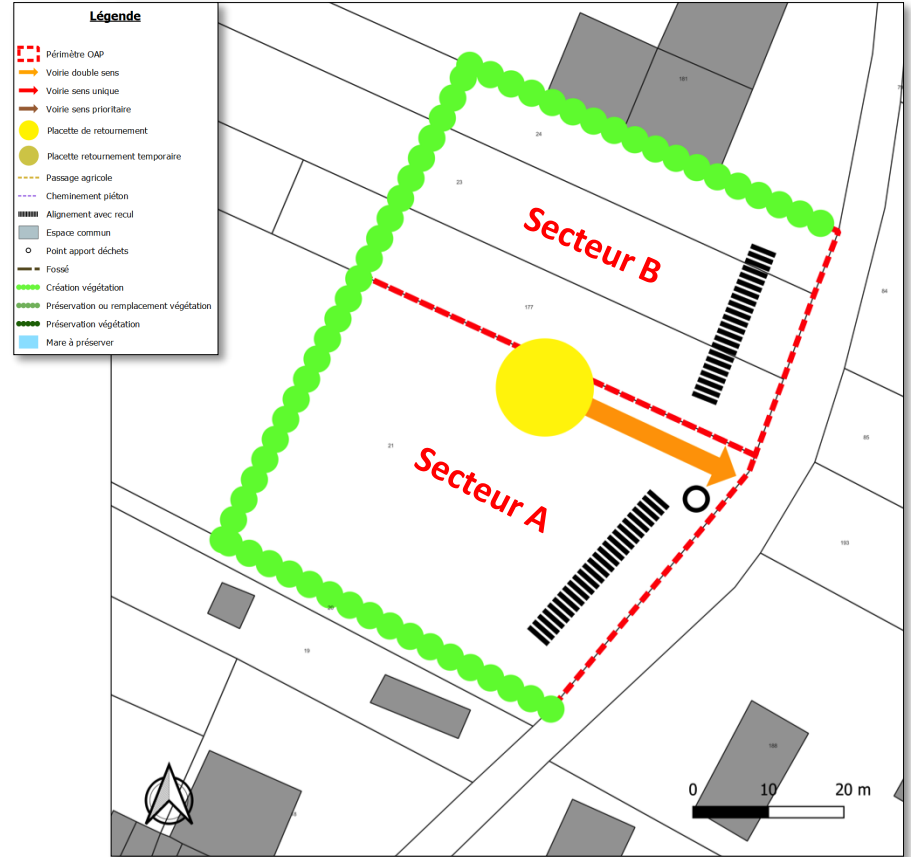 Légende
Périmètre OAP
Voirie double sens
Voirie sens unique
Voirie sens prioritaire
Placette de retournement
Placette retournement temporaire
Passage agricole
Cheminement piéton
Alignement avec recul
Espace commun
Point apport déchets
Fossé
Création végétation
Préservation ou remplacement végétation
Préservation végétation
Mare à préserver
181
24
23
Secteur B
177
84
85
21
Secteur A
193
20
19
0 10 20 m